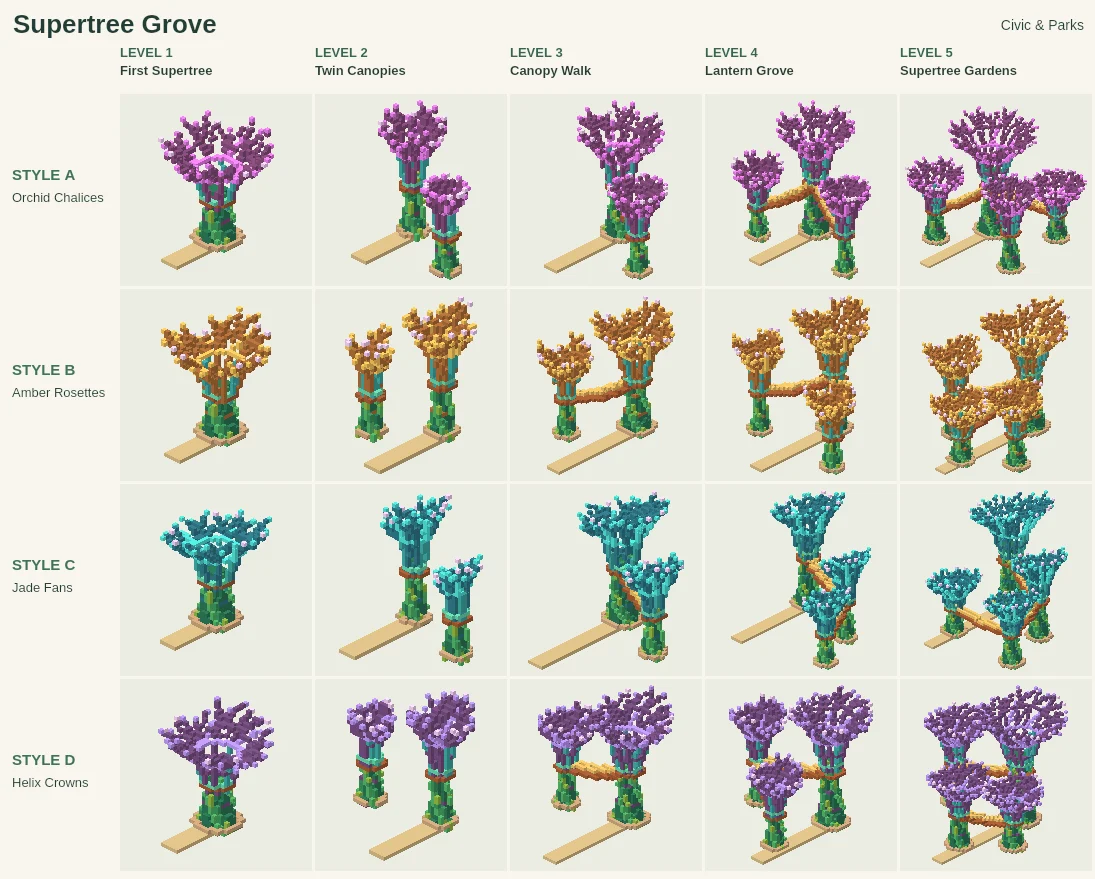 Supertree Grove
Civic & Parks
LEVEL 1
First Supertree
LEVEL 2
Twin Canopies
LEVEL 3
Canopy Walk
LEVEL 4
Lantern Grove
LEVEL 5
Supertree Gardens
STYLE A
Orchid Chalices
STYLE B
Amber Rosettes
STYLE C
Jade Fans
STYLE D
Helix Crowns